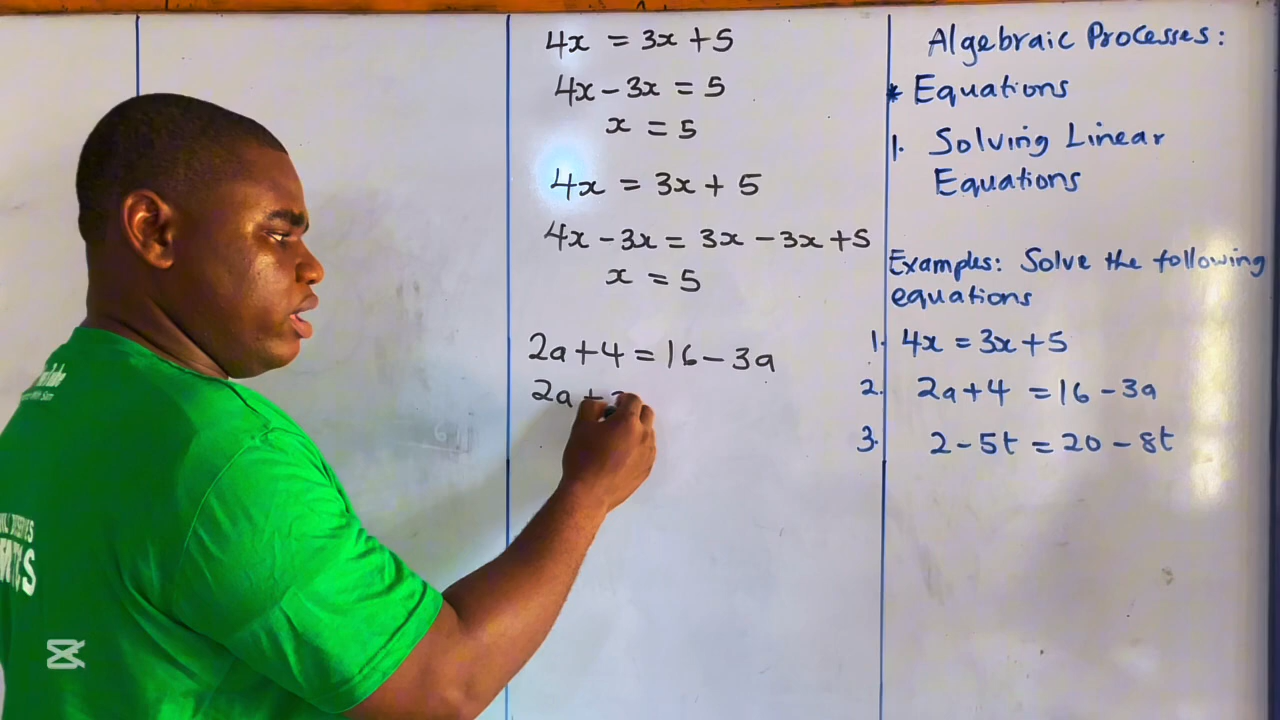 4x = 3x + 5
4x - 3x = 5
x = 5
4x = 3x + 5
4x - 3x = 3x - 3x + 5
x = 5
2a + 4 = 16 - 3a
2a +
Algebraic Processes:
* Equations
1. Solving Linear
Equations
Examples: Solve the following
equations
1. 4x = 3x + 5
2. 2a + 4 = 16 - 3a
3. 2 - 5t = 20 - 8t